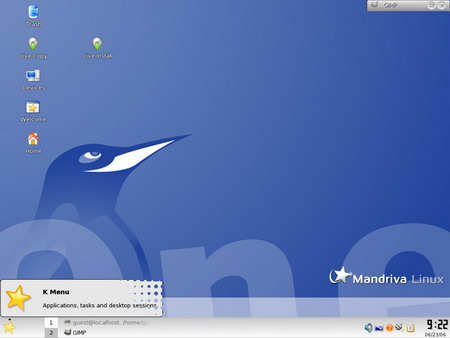 GIMP
Trash
Live Copy
Live Install
Devices
Welcome
Home
One
Mandriva Linux
K Menu
Applications, tasks and desktop sessions
1
guest@localhost: /home/g
2
GIMP
9:22
06/23/06